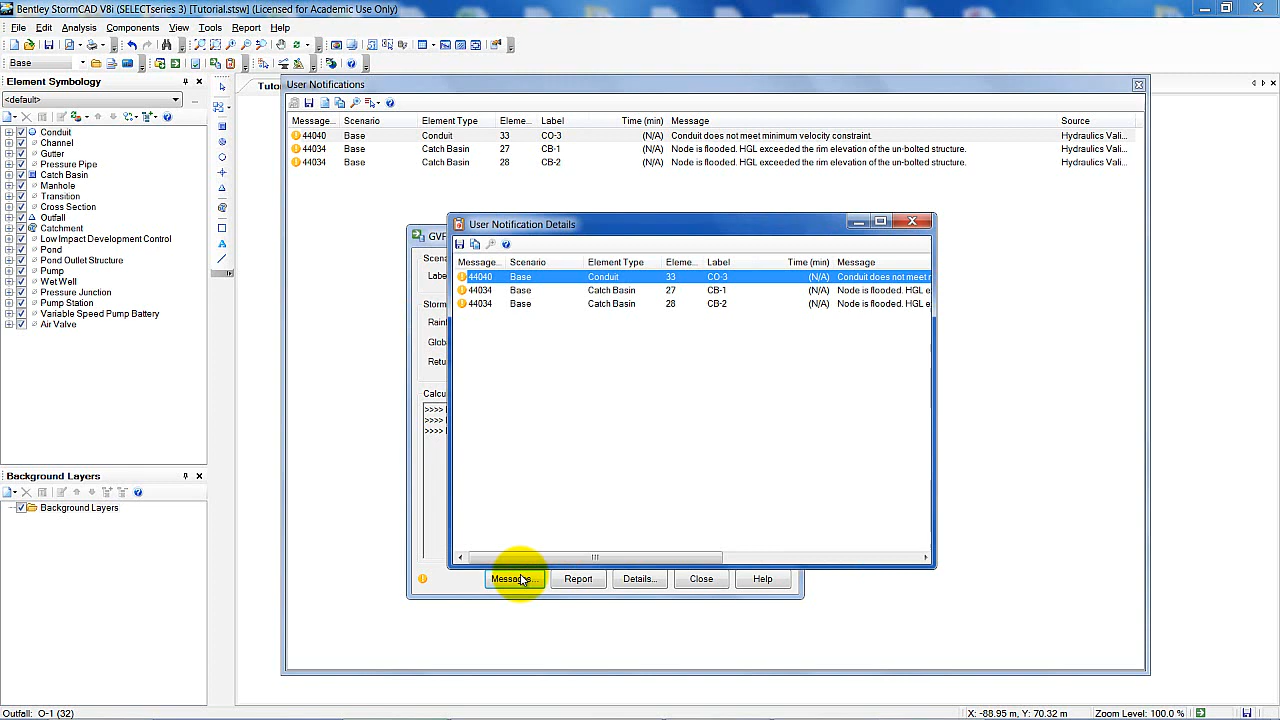 Bentley StormCAD V8i (SELECTseries 3) [Tutorial.stsw] (Licensed for Academic Use Only)
File Edit Analysis Components View Tools Report Help
Base
Element Symbology
<default>
...
Conduit
Channel
Gutter
Pressure Pipe
Catch Basin
Manhole
Transition
Cross Section
Outfall
Catchment
Low Impact Development Control
Pond
Pond Outlet Structure
Pump
Wet Well
Pressure Junction
Pump Station
Variable Speed Pump Battery
Air Valve
Background Layers
Background Layers
Tuto
User Notifications
Message... Scenario Element Type Eleme... Label Time (min) Message Source
44040 Base Conduit 33 CO-3 (N/A) Conduit does not meet minimum velocity constraint. Hydraulics Vali...
44034 Base Catch Basin 27 CB-1 (N/A) Node is flooded. HGL exceeded the rim elevation of the un-bolted structure. Hydraulics Vali...
44034 Base Catch Basin 28 CB-2 (N/A) Node is flooded. HGL exceeded the rim elevation of the un-bolted structure. Hydraulics Vali...
GVF
Scena
Labe
Storm
Rain
Glob
Retu
Calcu
>>>>
>>>>
>>>>
User Notification Details
Message... Scenario Element Type Eleme... Label Time (min) Message
44040 Base Conduit 33 CO-3 (N/A) Conduit does not meet
44034 Base Catch Basin 27 CB-1 (N/A) Node is flooded. HGL e
44034 Base Catch Basin 28 CB-2 (N/A) Node is flooded. HGL e
Messages... Report Details... Close Help
Outfall: O-1 (32) X: -88.95 m, Y: 70.32 m Zoom Level: 100.0 %